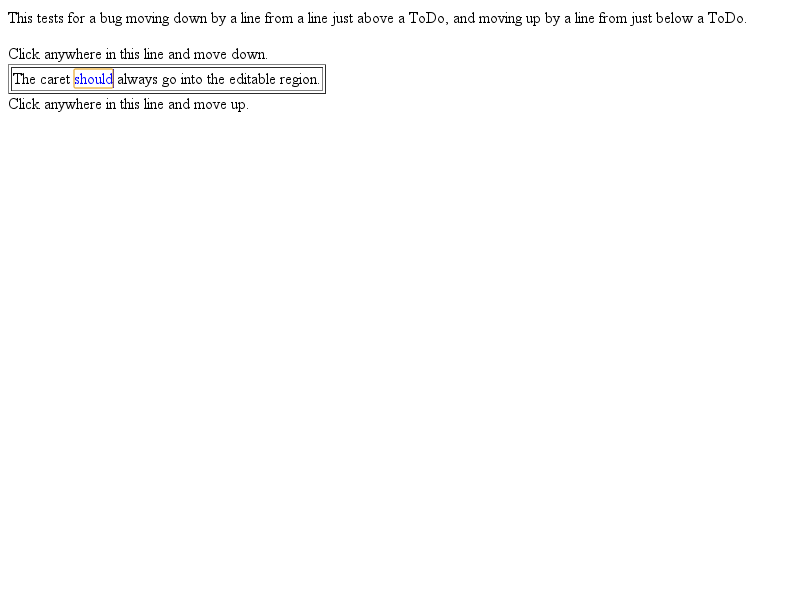 This tests for a bug moving down by a line from a line just above a ToDo, and moving up by a line from just below a ToDo.
Click anywhere in this line and move down.
The caret should always go into the editable region.
Click anywhere in this line and move up.